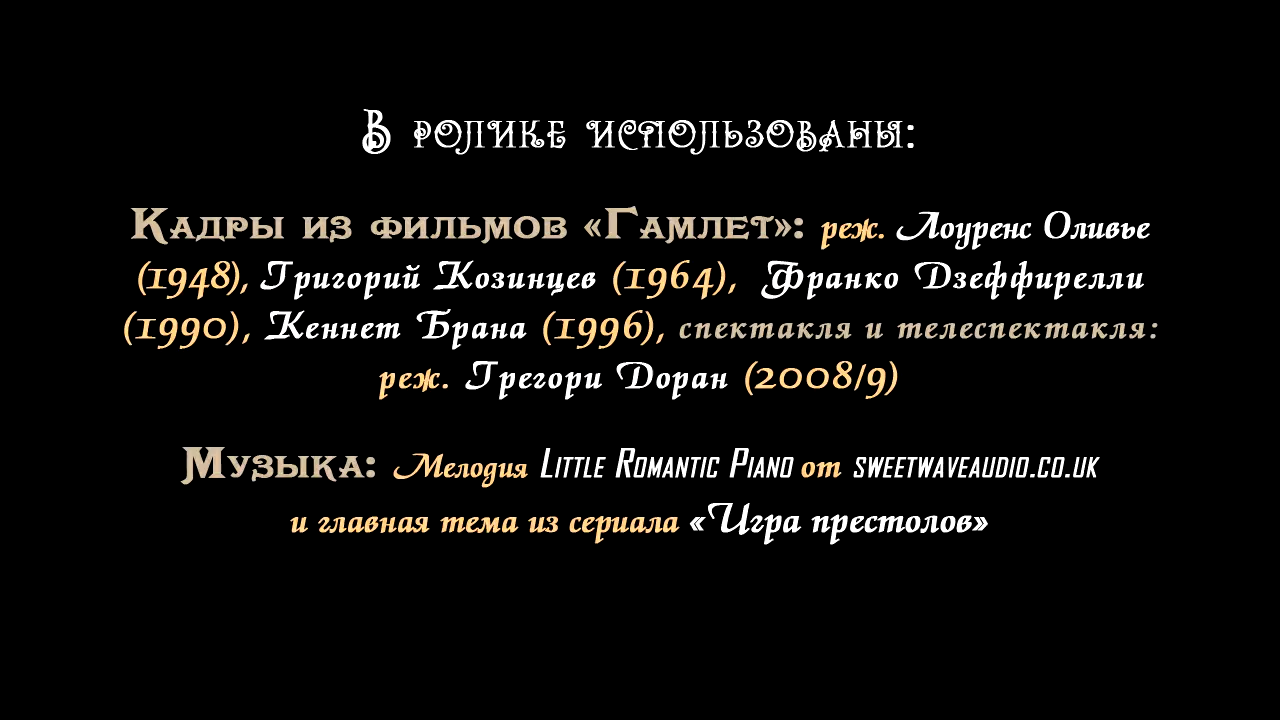 В ролике использованы:
Кадры из фильмов «Гамлет»: реж. Лоуренс Оливье
(1948), Григорий Козинцев (1964), Франко Дзеффирелли
(1990), Кеннет Брана (1996), спектакля и телеспектакля:
реж. Грегори Доран (2008/9)
Музыка: Мелодия Little Romantic Piano от sweetwaveaudio.co.uk
и главная тема из сериала «Игра престолов»